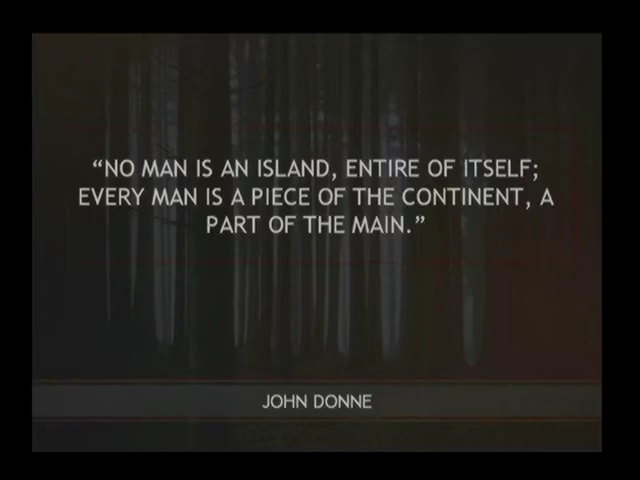 “NO MAN IS AN ISLAND, ENTIRE OF ITSELF;
EVERY MAN IS A PIECE OF THE CONTINENT, A
PART OF THE MAIN.”
JOHN DONNE